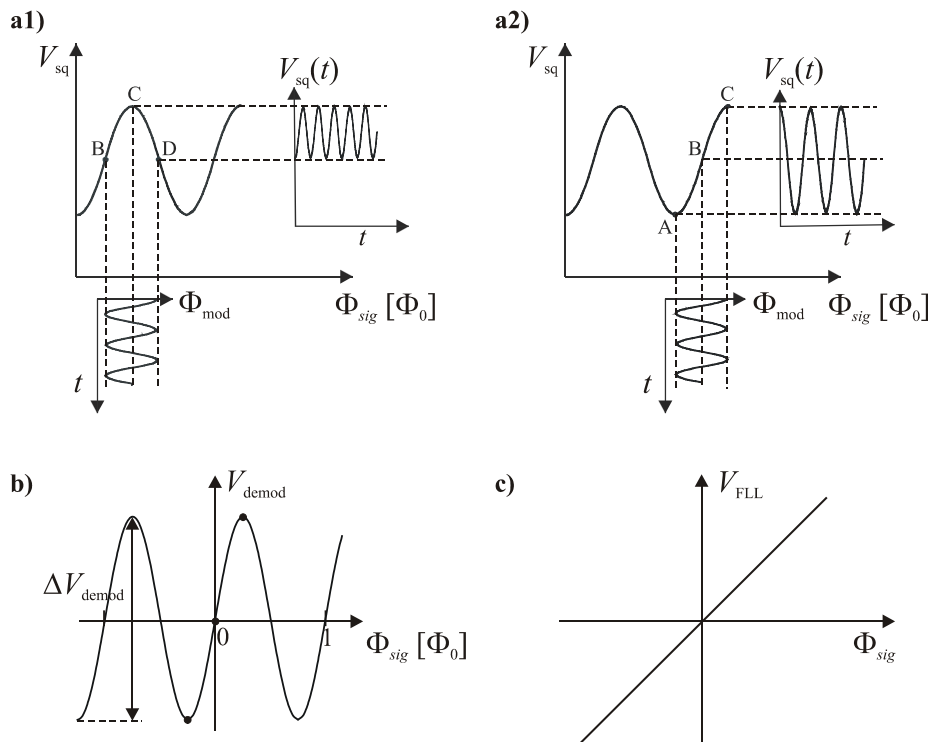 a1)
V_sq
C
B
D
V_sq(t)
t
Φ_mod
Φ_sig [Φ_0]
t
a2)
V_sq
C
B
A
V_sq(t)
t
Φ_mod
Φ_sig [Φ_0]
t
b)
V_demod
ΔV_demod
0
1
Φ_sig [Φ_0]
c)
V_FLL
Φ_sig